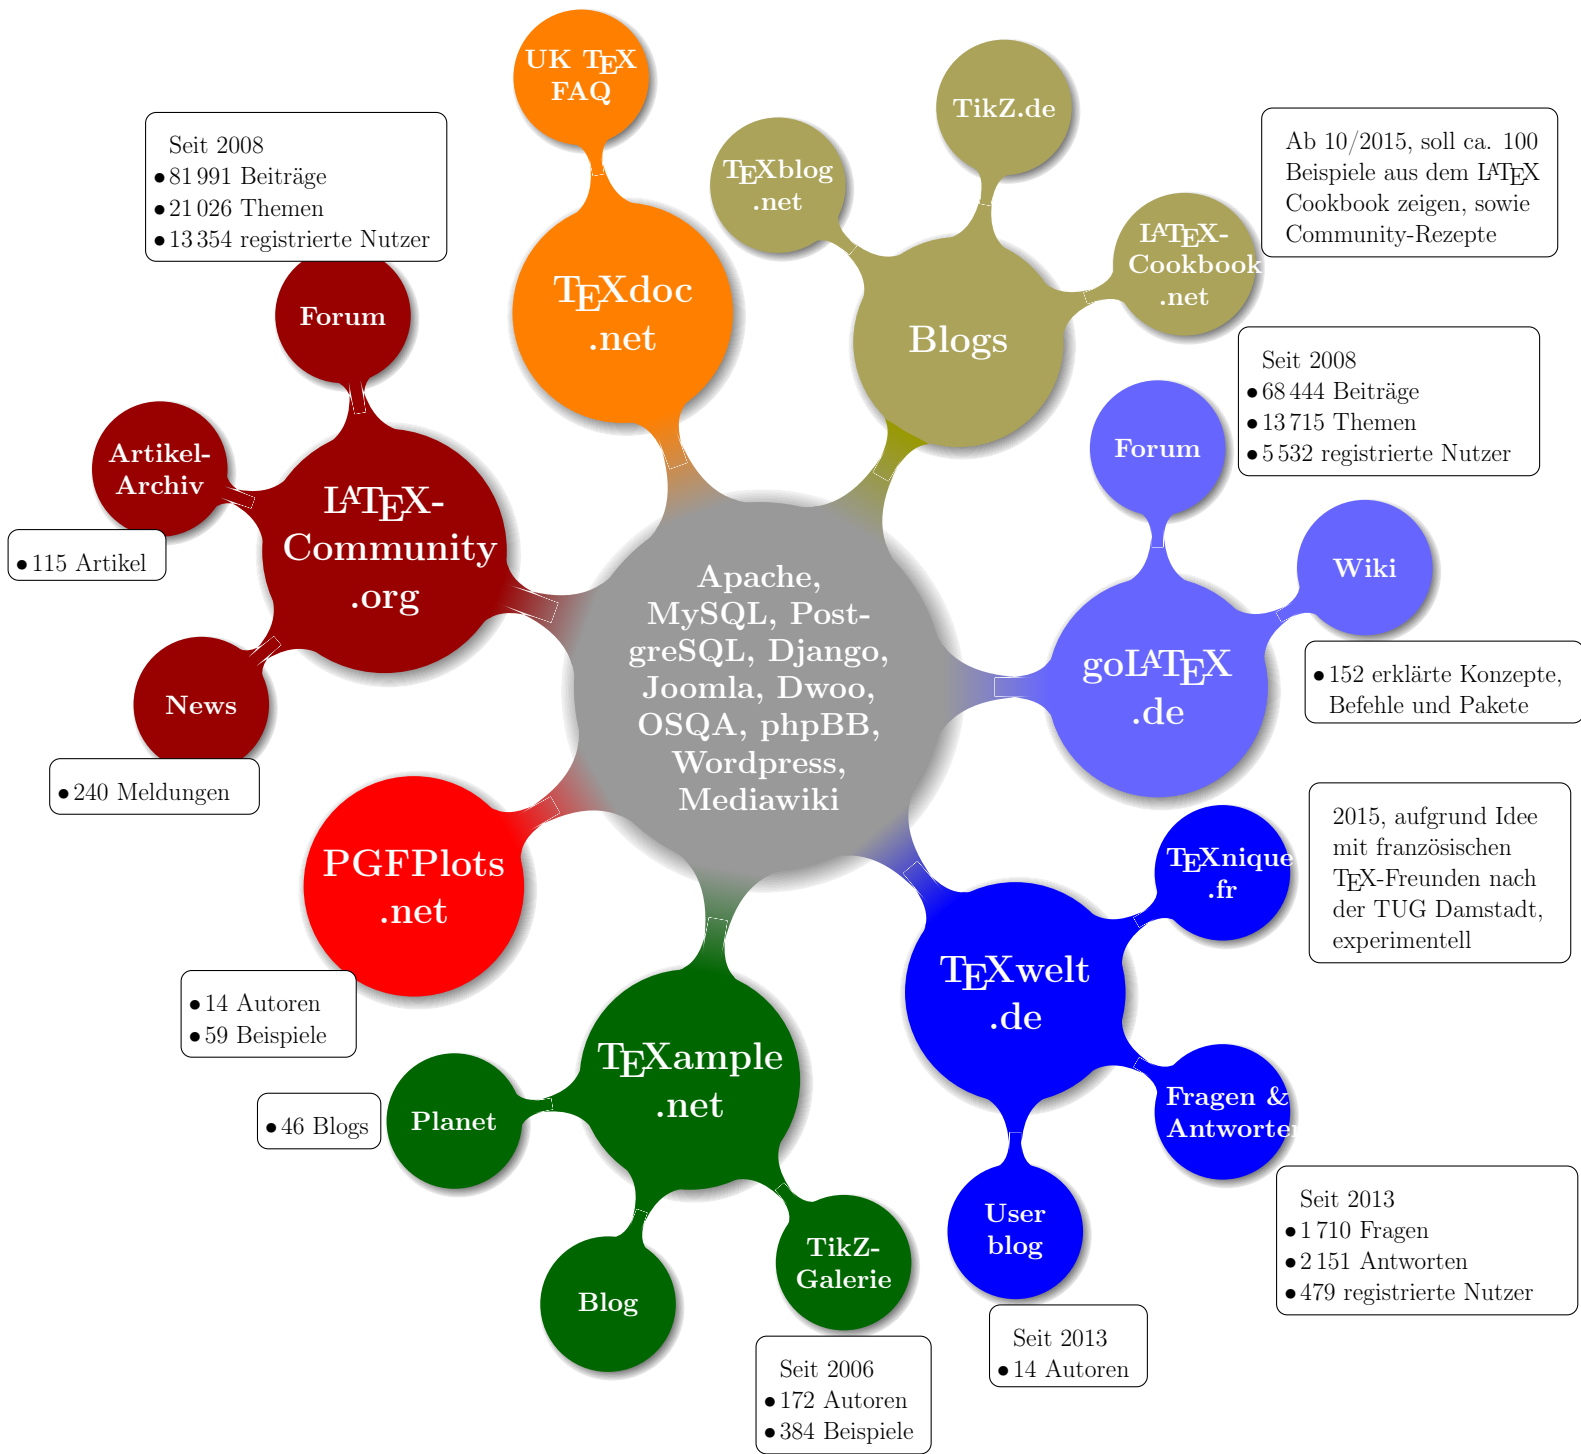 UK TEX
FAQ
TikZ.de
TEXblog
.net
LATEX-
Cookbook
.net
Ab 10/2015, soll ca. 100
Beispiele aus dem LATEX
Cookbook zeigen, sowie
Community-Rezepte
Seit 2008
• 81 991 Beiträge
• 21 026 Themen
• 13 354 registrierte Nutzer
TEXdoc
.net
Blogs
Forum
Artikel-
Archiv
• 115 Artikel
LATEX-
Community
.org
News
• 240 Meldungen
Seit 2008
• 68 444 Beiträge
• 13 715 Themen
• 5 532 registrierte Nutzer
Forum
Wiki
• 152 erklärte Konzepte,
Befehle und Pakete
goLATEX
.de
Apache,
MySQL, Post-
greSQL, Django,
Joomla, Dwoo,
OSQA, phpBB,
Wordpress,
Mediawiki
PGFPlots
.net
• 14 Autoren
• 59 Beispiele
TEXnique
.fr
2015, aufgrund Idee
mit französischen
TEX-Freunden nach
der TUG Damstadt,
experimentell
TEXwelt
.de
Fragen &
Antworten
Seit 2013
• 1 710 Fragen
• 2 151 Antworten
• 479 registrierte Nutzer
User
blog
Seit 2013
• 14 Autoren
TEXample
.net
Planet
• 46 Blogs
Blog
TikZ-
Galerie
Seit 2006
• 172 Autoren
• 384 Beispiele